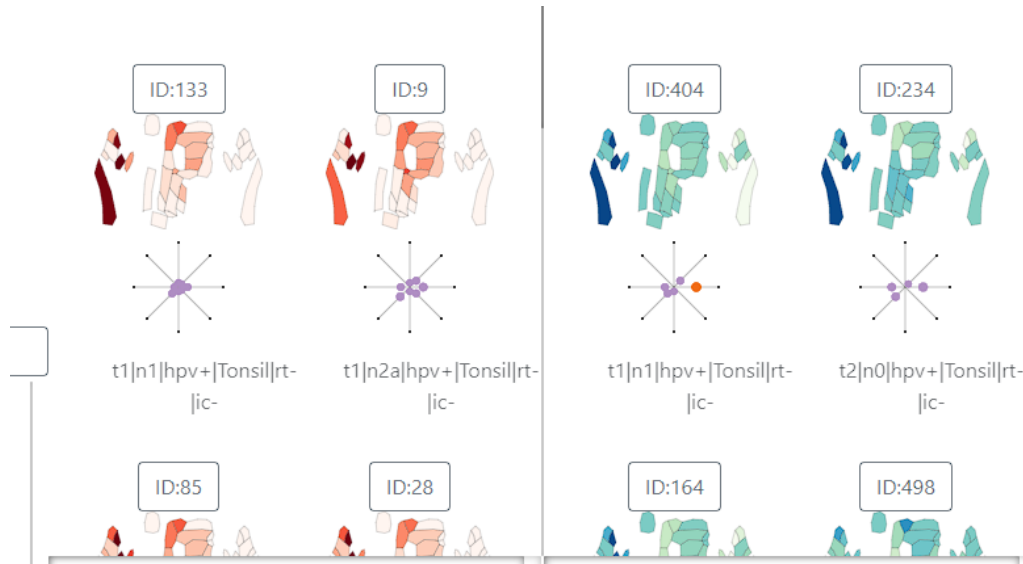 ID:133
ID:9
ID:404
ID:234
t1|n1|hpv+|Tonsil|rt-
|ic-
t1|n2a|hpv+|Tonsil|rt-
|ic-
t1|n1|hpv+|Tonsil|rt-
|ic-
t2|n0|hpv+|Tonsil|rt-
|ic-
ID:85
ID:28
ID:164
ID:498